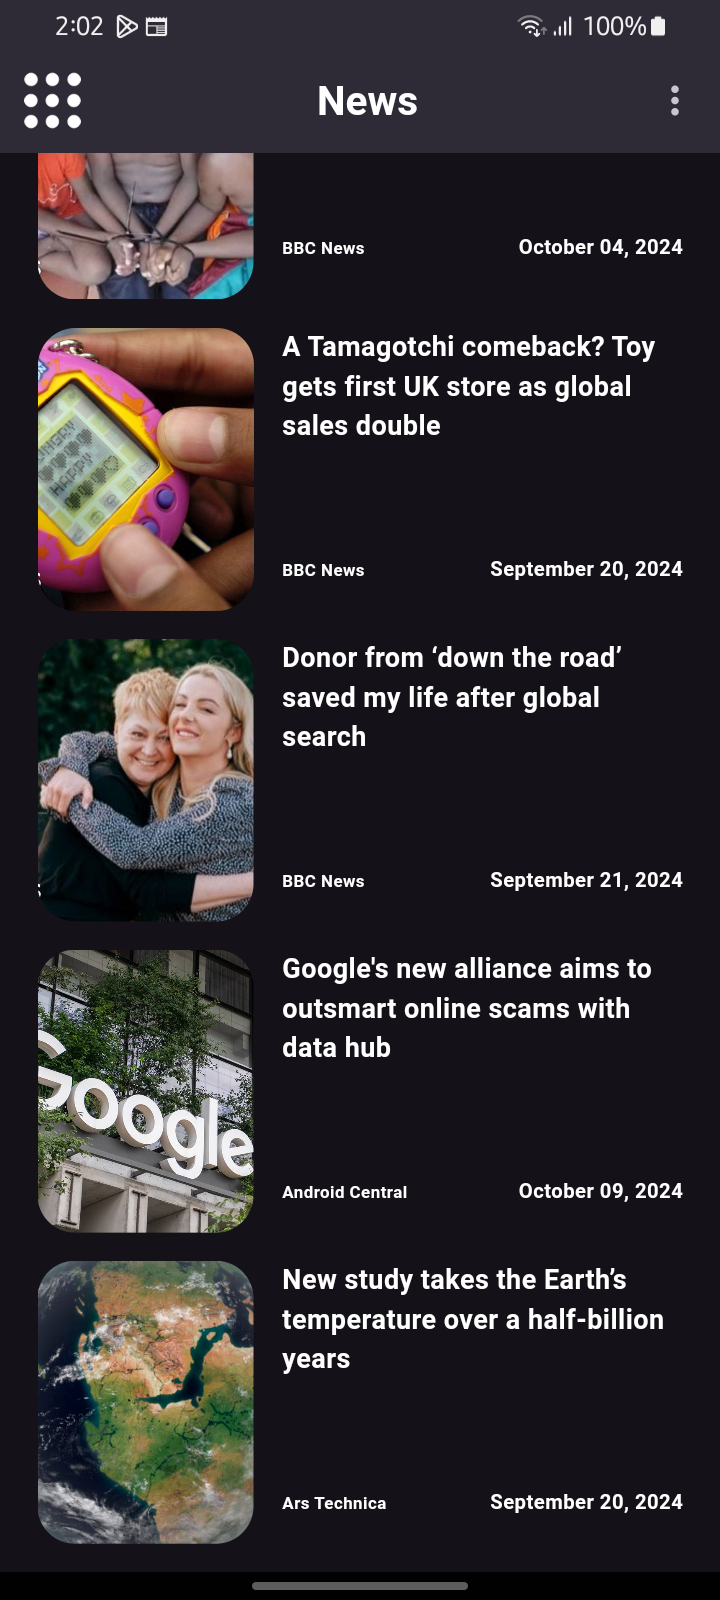 2:02
100%
News
BBC News
October 04, 2024
A Tamagotchi comeback? Toy
gets first UK store as global
sales double
HUNGRY
HAPPY
BBC News
September 20, 2024
Donor from ‘down the road’
saved my life after global
search
BBC News
September 21, 2024
Google's new alliance aims to
outsmart online scams with
data hub
Google
Android Central
October 09, 2024
New study takes the Earth’s
temperature over a half-billion
years
Ars Technica
September 20, 2024